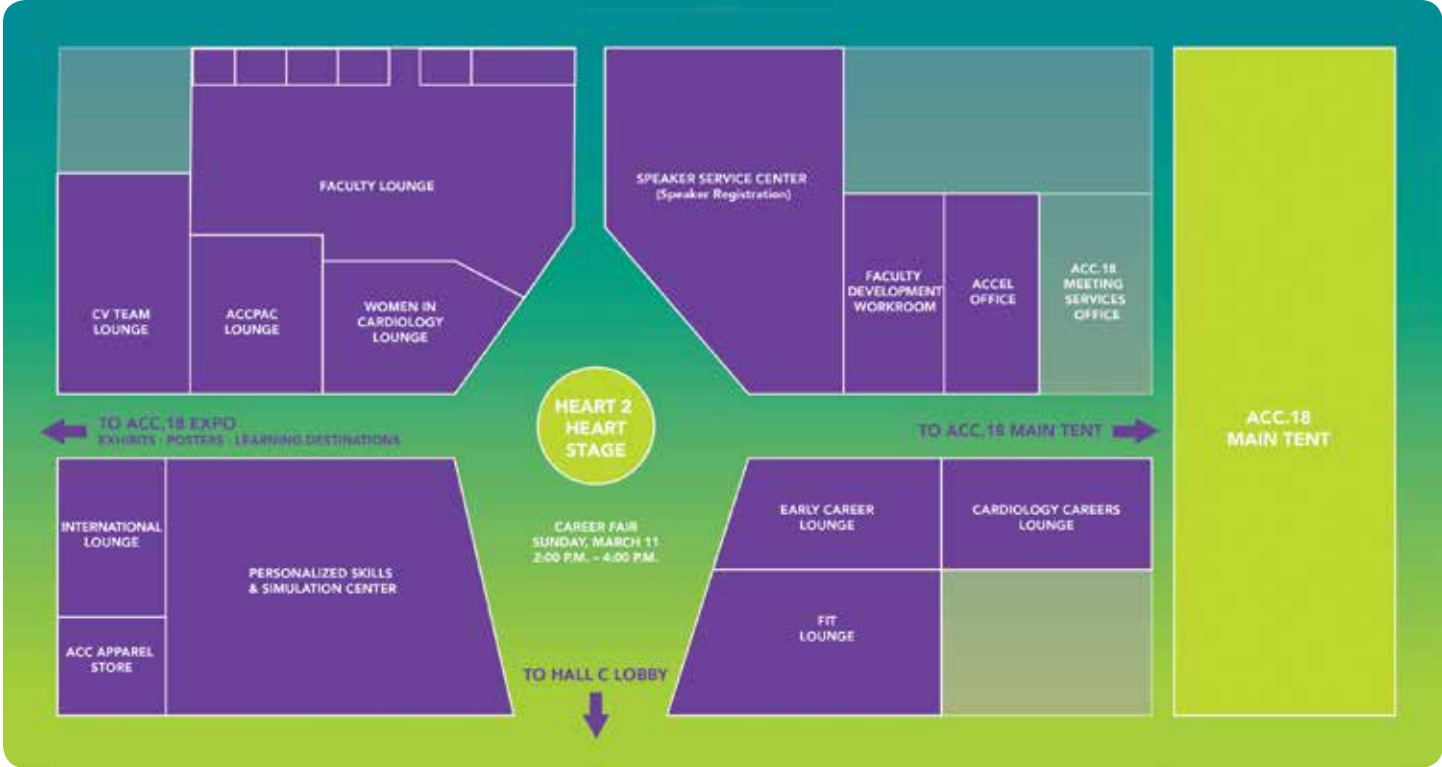 FACULTY LOUNGE
SPEAKER SERVICE CENTER
(Speaker Registration)
CV TEAM
LOUNGE
ACCPAC
LOUNGE
WOMEN IN
CARDIOLOGY
LOUNGE
FACULTY
DEVELOPMENT
WORKROOM
ACCEL
OFFICE
ACC.18
MEETING
SERVICES
OFFICE
TO ACC.18 EXPO
EXHIBITS · POSTERS · LEARNING DESTINATIONS
HEART 2
HEART
STAGE
TO ACC.18 MAIN TENT
ACC.18
MAIN TENT
INTERNATIONAL
LOUNGE
PERSONALIZED SKILLS
& SIMULATION CENTER
ACC APPAREL
STORE
CAREER FAIR
SUNDAY, MARCH 11
2:00 P.M. – 4:00 P.M.
EARLY CAREER
LOUNGE
CARDIOLOGY CAREERS
LOUNGE
FIT
LOUNGE
TO HALL C LOBBY